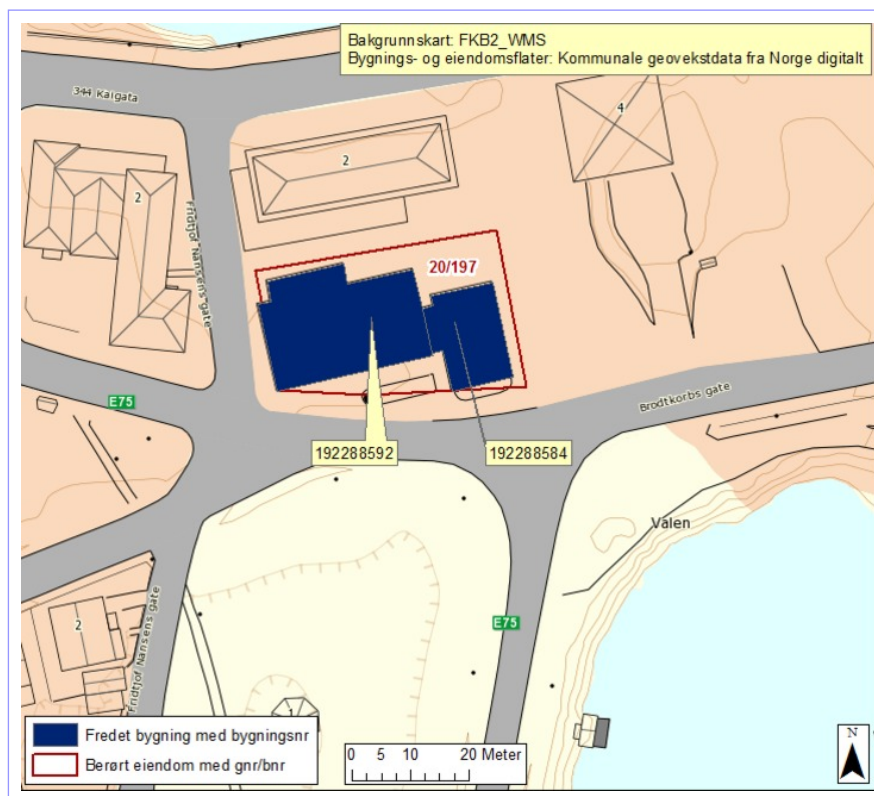 Bakgrunnskart: FKB2_WMS
Bygnings- og eiendomsflater: Kommunale geovekstdata fra Norge digitalt
344 Kalgata
4
2
2
Fridtjof Nansens gate
20/197
E75
Brodtkorbs gate
192288592
192288584
Valen
E75
2
Fridtjof Nansens gate
1
Fredet bygning med bygningsnr
Berørt eiendom med gnr/bnr
0 5 10 20 Meter
N